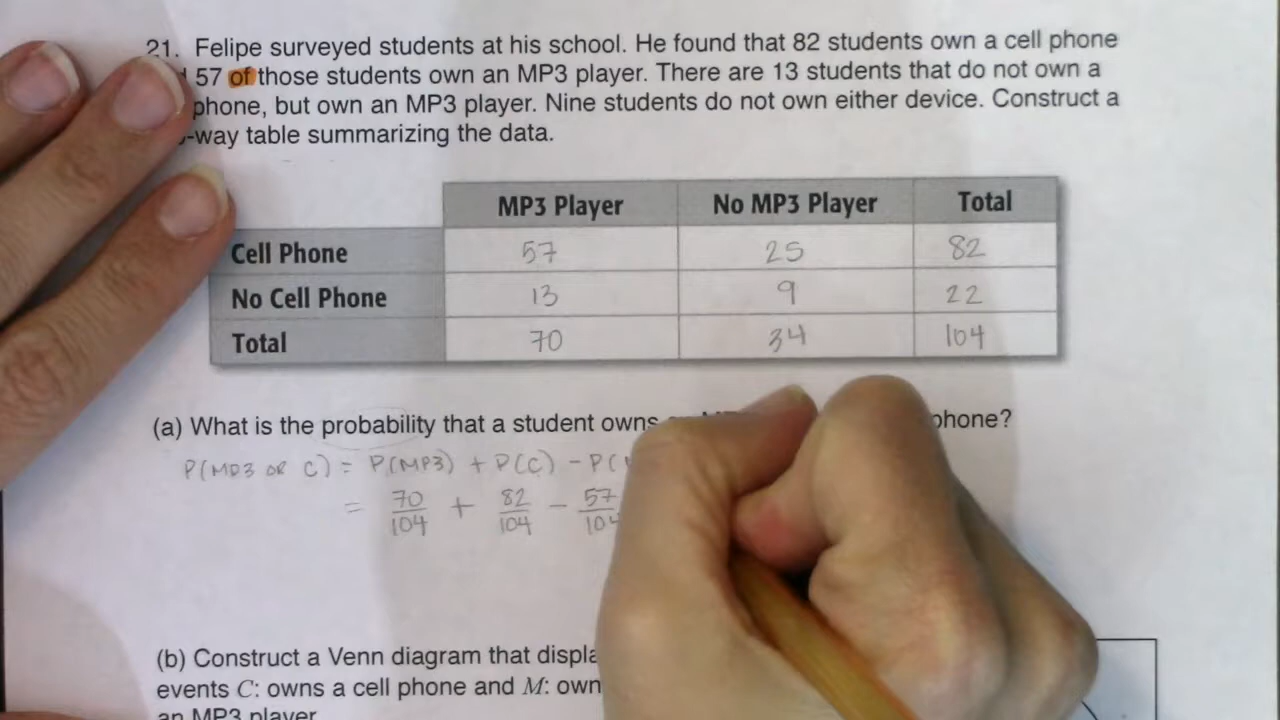 21. Felipe surveyed students at his school. He found that 82 students own a cell phone
57 of those students own an MP3 player. There are 13 students that do not own a
phone, but own an MP3 player. Nine students do not own either device. Construct a
-way table summarizing the data.
MP3 Player No MP3 Player Total
Cell Phone 57 25 82
No Cell Phone 13 9 22
Total 70 34 104
(a) What is the probability that a student owns phone?
P(MP3 OR C) = P(MP3) + P(C) - P(
= 70/104 + 82/104 - 57/104
(b) Construct a Venn diagram that displa
events C: owns a cell phone and M: own
an MP3 player